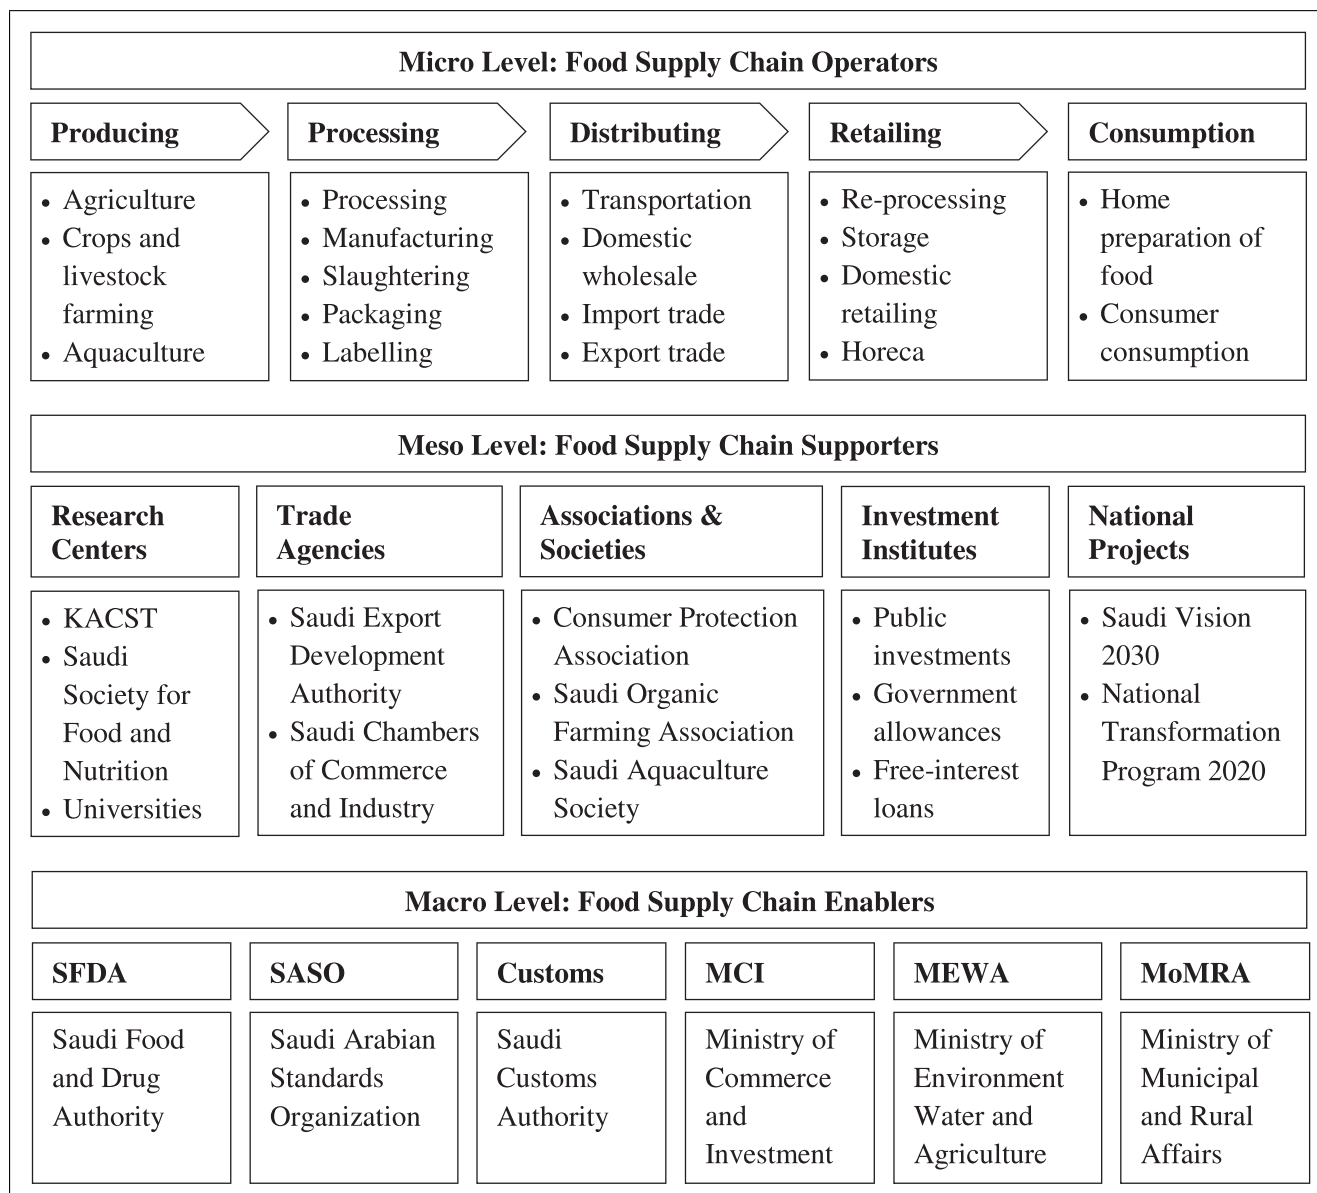 Micro Level: Food Supply Chain Operators
Producing
Processing
Distributing
Retailing
Consumption
• Agriculture
• Crops and
livestock
farming
• Aquaculture
• Processing
• Manufacturing
• Slaughtering
• Packaging
• Labelling
• Transportation
• Domestic
wholesale
• Import trade
• Export trade
• Re-processing
• Storage
• Domestic
retailing
• Horeca
• Home
preparation of
food
• Consumer
consumption
Meso Level: Food Supply Chain Supporters
Research
Centers
Trade
Agencies
Associations &
Societies
Investment
Institutes
National
Projects
• KACST
• Saudi
Society for
Food and
Nutrition
• Universities
• Saudi Export
Development
Authority
• Saudi Chambers
of Commerce
and Industry
• Consumer Protection
Association
• Saudi Organic
Farming Association
• Saudi Aquaculture
Society
• Public
investments
• Government
allowances
• Free-interest
loans
• Saudi Vision
2030
• National
Transformation
Program 2020
Macro Level: Food Supply Chain Enablers
SFDA
SASO
Customs
MCI
MEWA
MoMRA
Saudi Food
and Drug
Authority
Saudi Arabian
Standards
Organization
Saudi
Customs
Authority
Ministry of
Commerce
and
Investment
Ministry of
Environment
Water and
Agriculture
Ministry of
Municipal
and Rural
Affairs